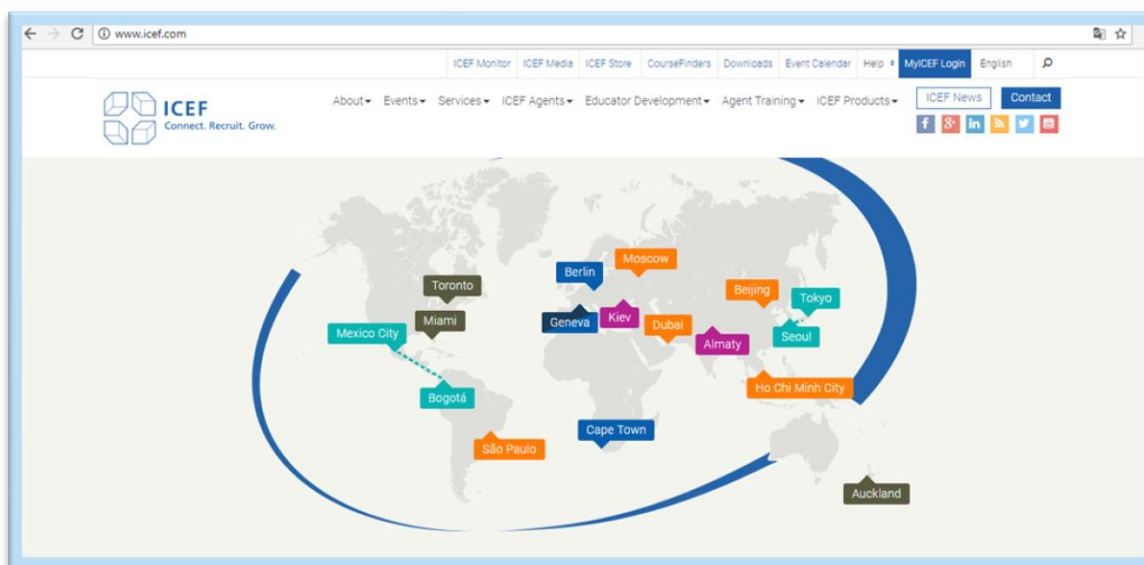 www.icef.com
ICEF Monitor ICEF Media ICEF Store CourseFinders Downloads Event Calendar Help MyICEF Login English
ICEF
Connect. Recruit. Grow.
About Events Services ICEF Agents Educator Development Agent Training ICEF Products ICEF News Contact
Moscow
Berlin
Toronto
Beijing
Tokyo
Miami
Geneva
Kiev
Dubai
Mexico City
Almaty
Seoul
Bogotá
Ho Chi Minh City
Cape Town
São Paulo
Auckland